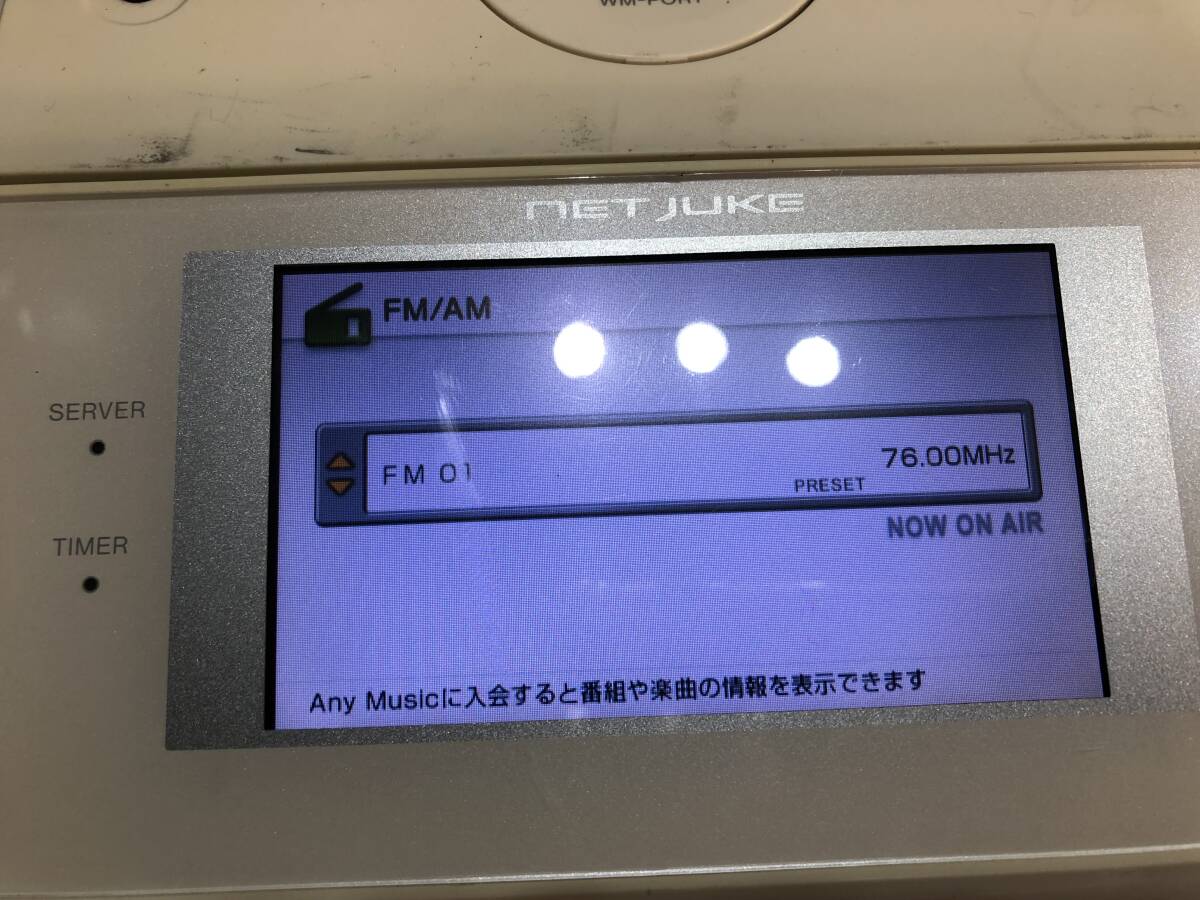 WM-PORT
NET JUKE
FM/AM
SERVER
FM 01
76.00MHz
PRESET
NOW ON AIR
TIMER
Any Musicに入会すると番組や楽曲の情報を表示できます